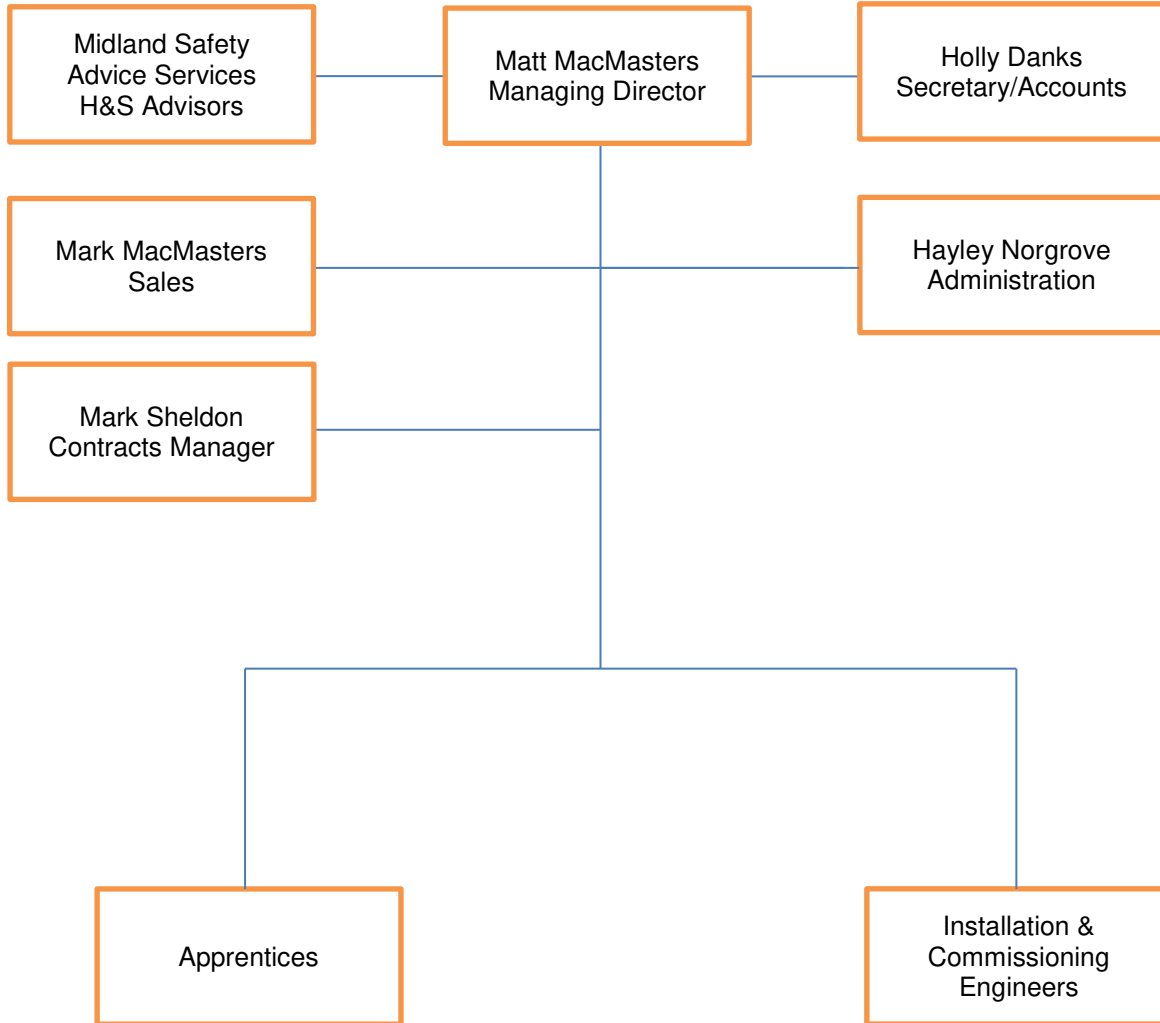 Midland Safety
Advice Services
H&S Advisors
Matt MacMasters
Managing Director
Holly Danks
Secretary/Accounts
Mark MacMasters
Sales
Hayley Norgrove
Administration
Mark Sheldon
Contracts Manager
Apprentices
Installation &
Commissioning
Engineers